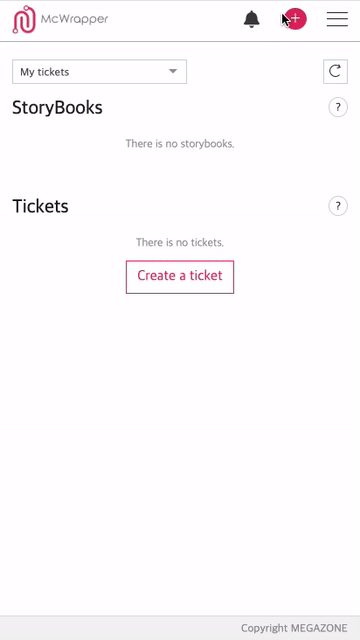 McWrapper
My tickets
StoryBooks
?
There is no storybooks.
Tickets
?
There is no tickets.
Create a ticket
Copyright MEGAZONE